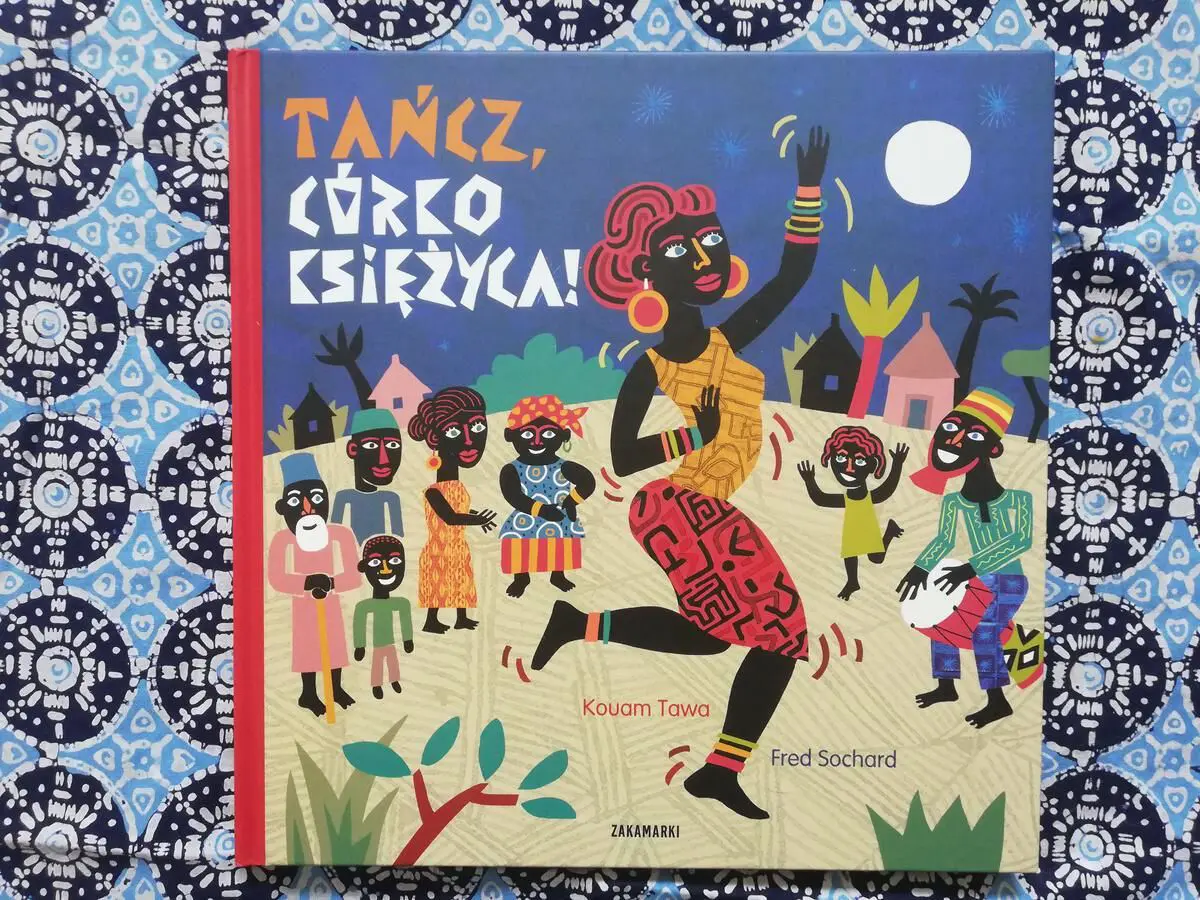 TAŃCZ,
CÓRKO
KSIĘŻYCA!
Kouam Tawa
Fred Sochard
ZAKAMARKI